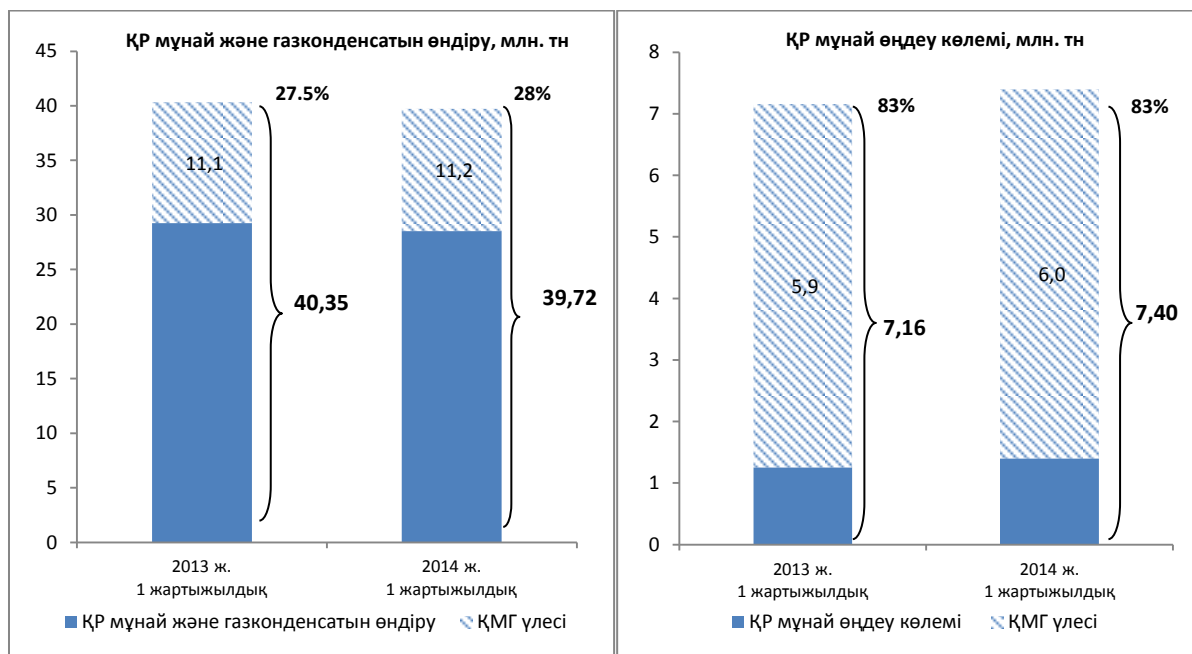 ҚР мұнай және газконденсатын өндіру, млн. тн
45
40
35
30
25
20
15
10
5
0
27.5%
28%
11,1
11,2
40,35
39,72
2013 ж.
1 жартыжылдық
2014 ж.
1 жартыжылдық
ҚР мұнай және газконденсатын өндіру
ҚМГ үлесі
ҚР мұнай өңдеу көлемі, млн. тн
8
7
6
5
4
3
2
1
0
83%
83%
5,9
6,0
7,16
7,40
2013 ж.
1 жартыжылдық
2014 ж.
1 жартыжылдық
ҚР мұнай өңдеу көлемі
ҚМГ үлесі